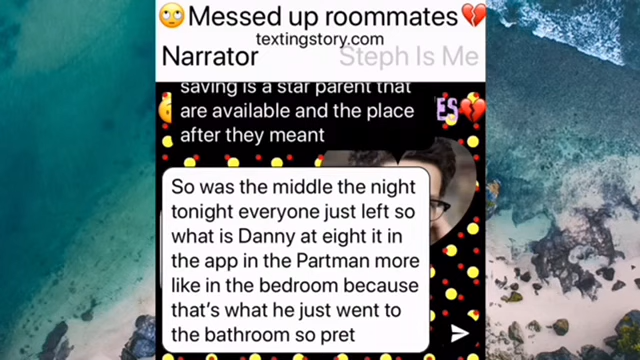 🙄Messed up roommates💔
textingstory.com
Narrator Steph Is Me
saving is a star parent that
are available and the place
after they meant
ES💔
So was the middle the night
tonight everyone just left so
what is Danny at eight it in
the app in the Partman more
like in the bedroom because
that's what he just went to
the bathroom so pret